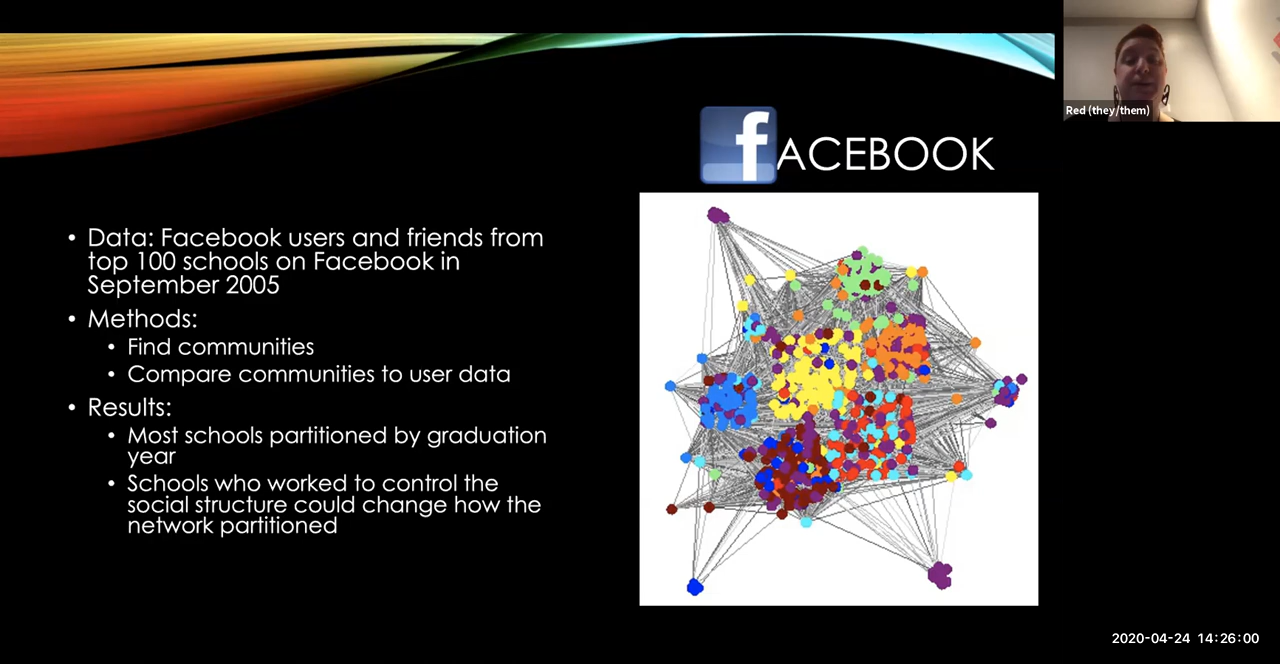 Red (they/them)
fACEBOOK
• Data: Facebook users and friends from
top 100 schools on Facebook in
September 2005
• Methods:
• Find communities
• Compare communities to user data
• Results:
• Most schools partitioned by graduation
year
• Schools who worked to control the
social structure could change how the
network partitioned
2020-04-24 14:26:00